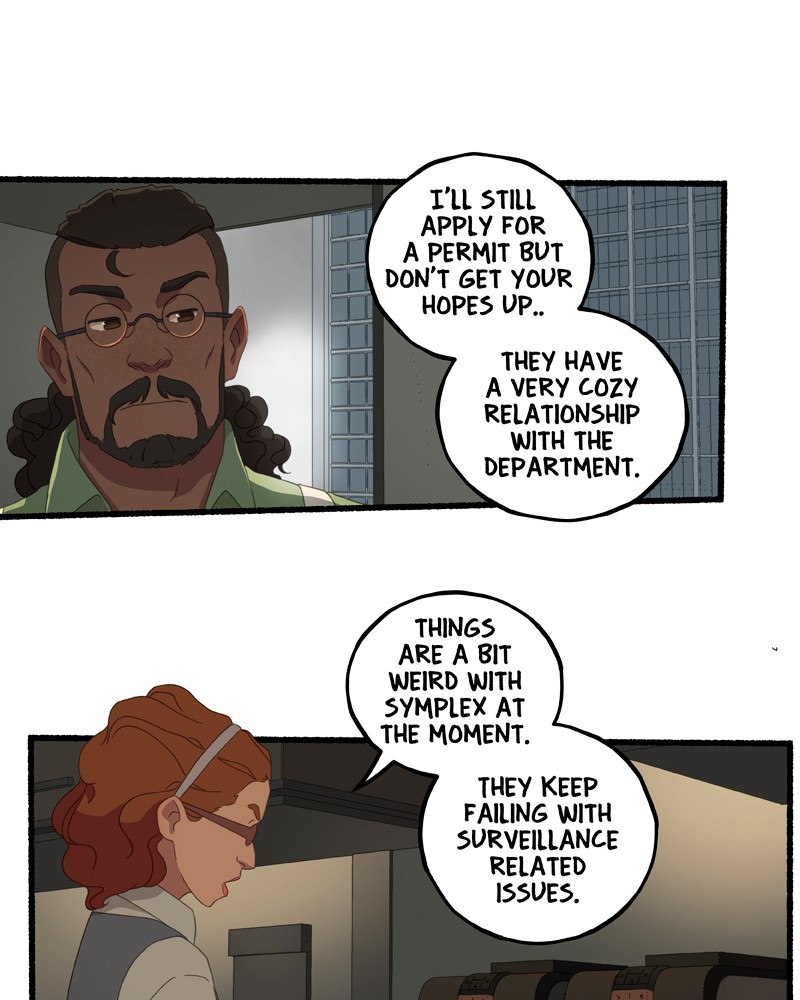 I'LL STILL
APPLY FOR
A PERMIT BUT
DON'T GET YOUR
HOPES UP..
THEY HAVE
A VERY COZY
RELATIONSHIP
WITH THE
DEPARTMENT.
THINGS
ARE A BIT
WEIRD WITH
SYMPLEX AT
THE MOMENT.
THEY KEEP
FAILING WITH
SURVEILLANCE
RELATED
ISSUES.